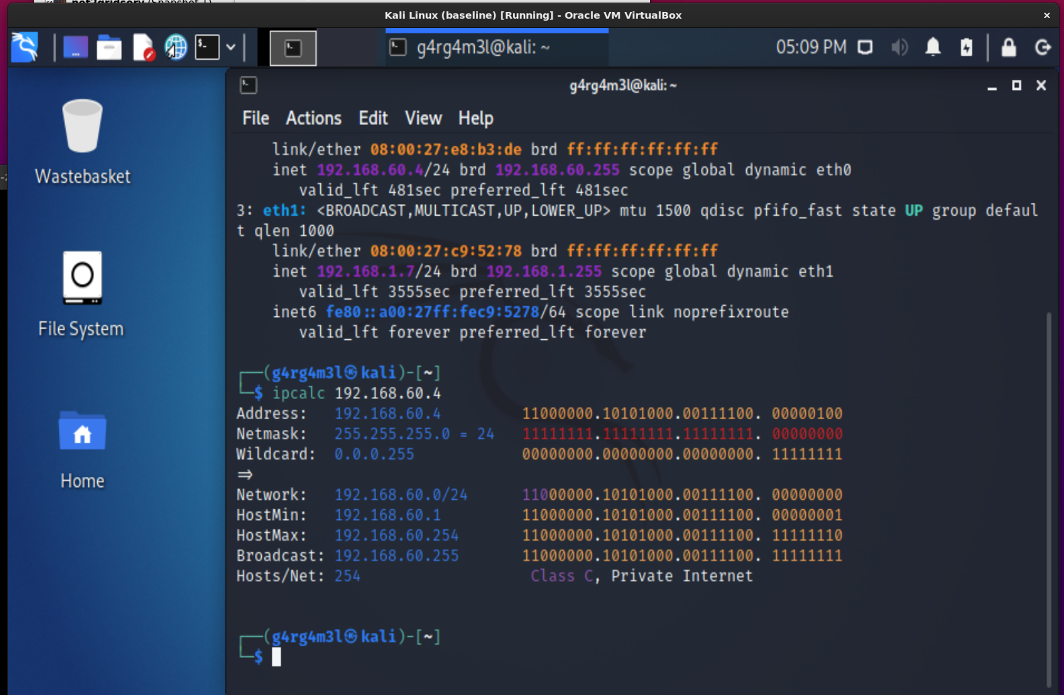 Kali Linux (baseline) [Running] - Oracle VM VirtualBox
g4rg4m3l@kali: ~
05:09 PM
g4rg4m3l@kali: ~
File Actions Edit View Help
Wastebasket
File System
Home
link/ether 08:00:27:e8:b3:de brd ff:ff:ff:ff:ff:ff
inet 192.168.60.4/24 brd 192.168.60.255 scope global dynamic eth0
valid_lft 481sec preferred_lft 481sec
3: eth1: <BROADCAST,MULTICAST,UP,LOWER_UP> mtu 1500 qdisc pfifo_fast state UP group defaul
t qlen 1000
link/ether 08:00:27:c9:52:78 brd ff:ff:ff:ff:ff:ff
inet 192.168.1.7/24 brd 192.168.1.255 scope global dynamic eth1
valid_lft 3555sec preferred_lft 3555sec
inet6 fe80::a00:27ff:fec9:5278/64 scope link noprefixroute
valid_lft forever preferred_lft forever
┌──(g4rg4m3l㉿kali)-[~]
└─$ ipcalc 192.168.60.4
Address: 192.168.60.4 11000000.10101000.00111100. 00000100
Netmask: 255.255.255.0 = 24 11111111.11111111.11111111. 00000000
Wildcard: 0.0.0.255 00000000.00000000.00000000. 11111111
=>
Network: 192.168.60.0/24 11000000.10101000.00111100. 00000000
HostMin: 192.168.60.1 11000000.10101000.00111100. 00000001
HostMax: 192.168.60.254 11000000.10101000.00111100. 11111110
Broadcast: 192.168.60.255 11000000.10101000.00111100. 11111111
Hosts/Net: 254 Class C, Private Internet
┌──(g4rg4m3l㉿kali)-[~]
└─$